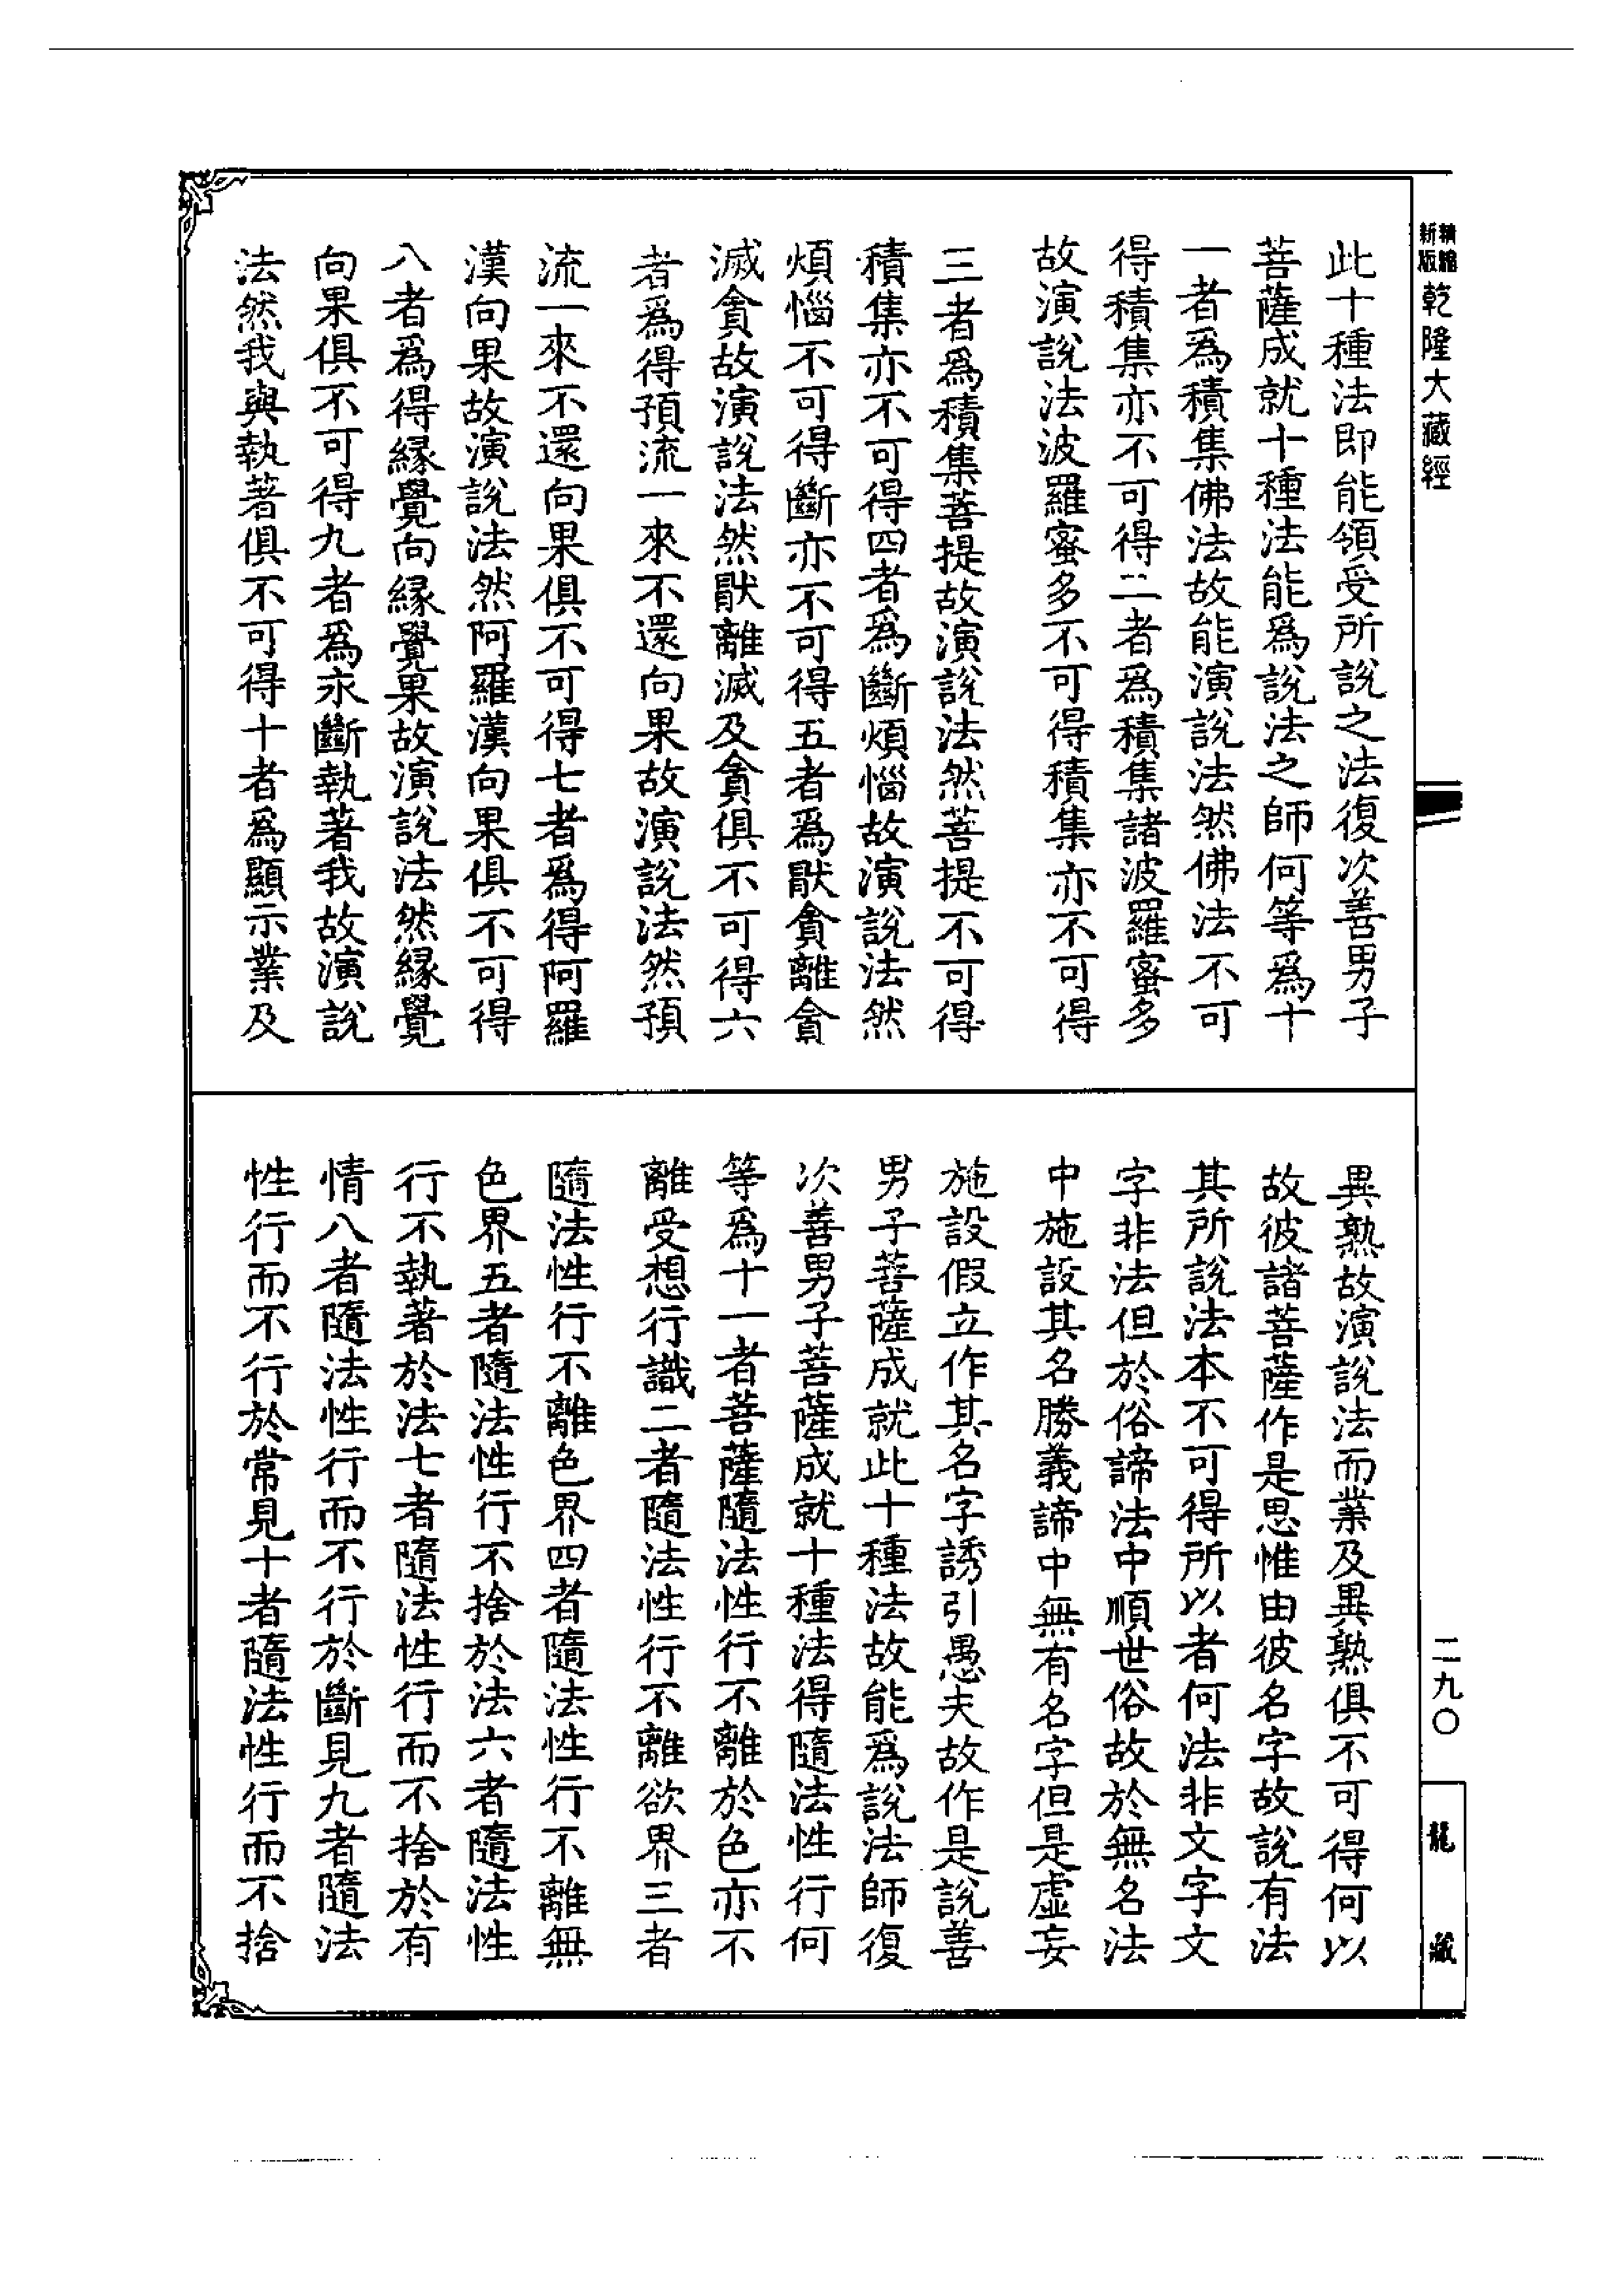 精縮新版乾隆大藏經
此十種法即能領受所說之法復次善男子
菩薩成就十種法能爲說法之師何等爲十
一者爲積集佛法故能演說法然佛法不可
得積集亦不可得二者爲積集諸波羅蜜多
故演說法波羅蜜多不可得積集亦不可得
三者爲積集菩提故演說法然菩提不可得
積集亦不可得四者爲斷煩惱故演說法然
煩惱不可得斷亦不可得五者爲猒貪離貪
滅貪故演說法然猒離滅及貪俱不可得六
者爲得預流一來不還向果故演說法然預
流一來不還向果俱不可得七者爲得阿羅
漢向果故演說法然阿羅漢向果俱不可得
八者爲得緣覺向緣覺果故演說法然緣覺
向果俱不可得九者爲永斷執著我故演說
法然我與執著俱不可得十者爲顯示業及
異熟故演說法而業及異熟俱不可得何以
故彼諸菩薩作是思惟由彼名字故說有法
其所說法本不可得所以者何法非文字文
字非法但於俗諦法中順世俗故於無名法
中施設其名勝義諦中無有名字但是虛妄
施設假立作其名字誘引愚夫故作是說善
男子菩薩成就此十種法故能爲說法師復
次善男子菩薩成就十種法得隨法性行何
等爲十一者菩薩隨法性行不離於色亦不
離受想行識二者隨法性行不離欲界三者
隨法性行不離色界四者隨法性行不離無
色界五者隨法性行不捨於法六者隨法性
行不執著於法七者隨法性行而不捨於有
情八者隨法性行而不行於斷見九者隨法
性行而不行於常見十者隨法性行而不捨
二九〇
龍藏